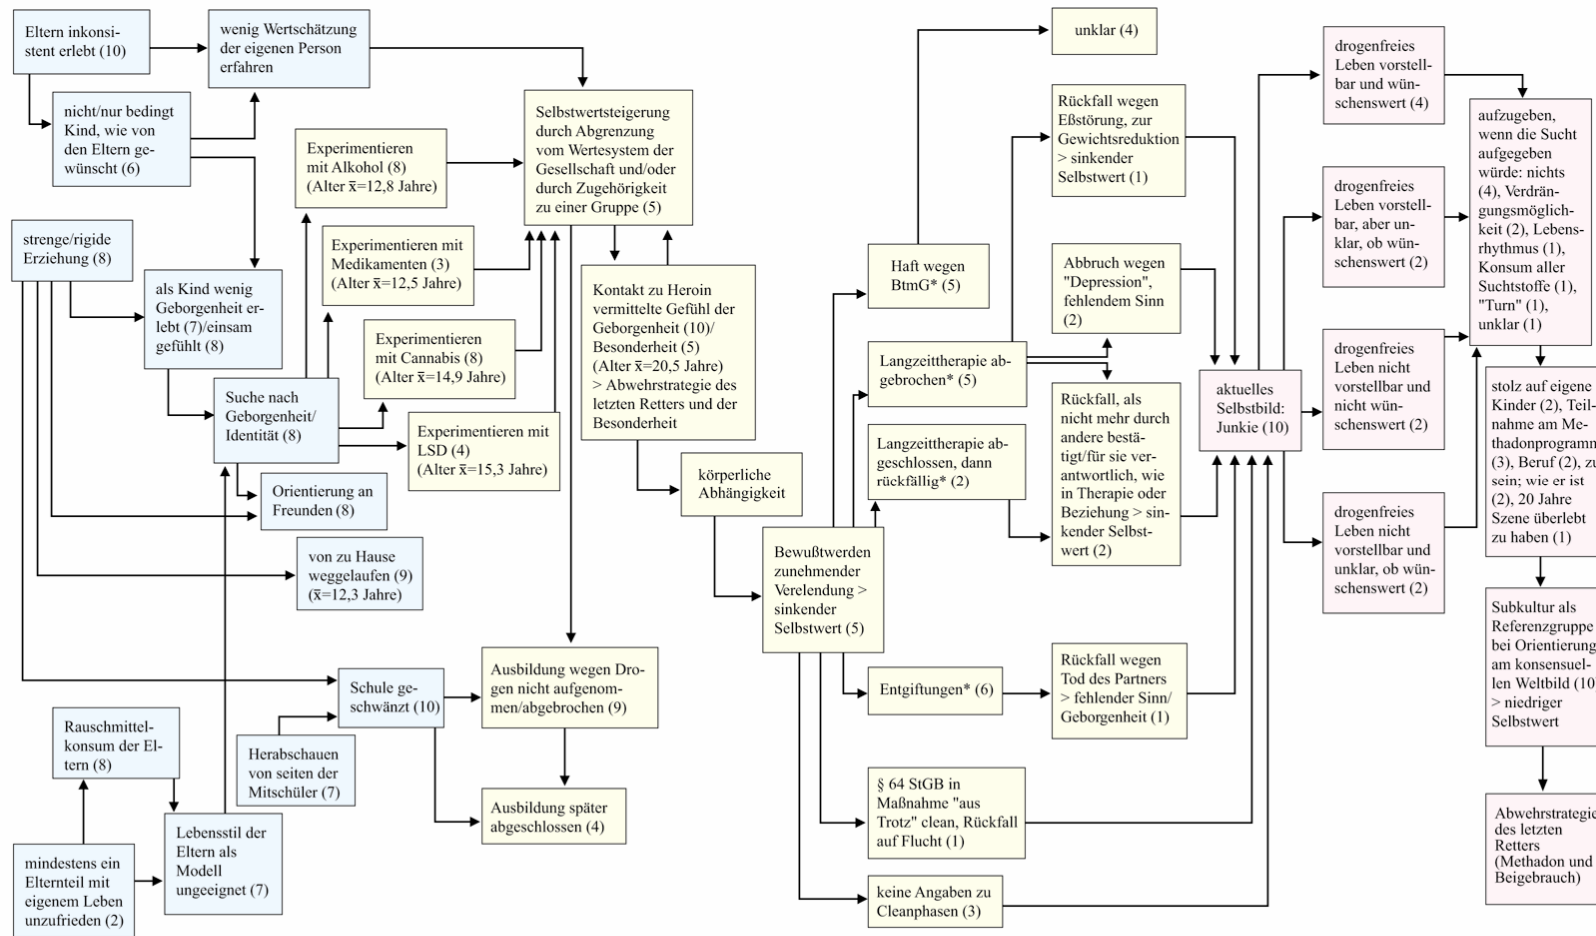 Eltern inkonsi-
stent erlebt (10)
wenig Wertschätzung
der eigenen Person
erfahren
nicht/nur bedingt
Kind, wie von
den Eltern ge-
wünscht (6)
strenge/rigide
Erziehung (8)
als Kind wenig
Geborgenheit er-
lebt (7)/einsam
gefühlt (8)
Suche nach
Geborgenheit/
Identität (8)
Orientierung an
Freunden (8)
von zu Hause
weggelaufen (9)
(x̅=12,3 Jahre)
Schule ge-
schwänzt (10)
Herabschauen
von seiten der
Mitschüler (7)
Rauschmittel-
konsum der El-
tern (8)
Lebensstil der
Eltern als
Modell
ungeeignet (7)
mindestens ein
Elternteil mit
eigenem Leben
unzufrieden (2)
Experimentieren
mit Alkohol (8)
(Alter x̅=12,8 Jahre)
Experimentieren mit
Medikamenten (3)
(Alter x̅=12,5 Jahre)
Experimentieren
mit Cannabis (8)
(Alter x̅=14,9 Jahre)
Experimentieren mit
LSD (4)
(Alter x̅=15,3 Jahre)
Selbstwertsteigerung
durch Abgrenzung
vom Wertesystem der
Gesellschaft und/oder
durch Zugehörigkeit
zu einer Gruppe (5)
Kontakt zu Heroin
vermittelte Gefühl der
Geborgenheit (10)/
Besonderheit (5)
(Alter x̅=20,5 Jahre)
> Abwehrstrategie des
letzten Retters und der
Besonderheit
körperliche
Abhängigkeit
Ausbildung wegen Dro-
gen nicht aufgenom-
men/abgebrochen (9)
Ausbildung später
abgeschlossen (4)
Bewußtwerden
zunehmender
Verelendung >
sinkender
Selbstwert (5)
Haft wegen
BtmG* (5)
Langzeittherapie ab-
gebrochen* (5)
Langzeittherapie ab-
geschlossen, dann
rückfällig* (2)
Entgiftungen* (6)
§ 64 StGB in
Maßnahme "aus
Trotz" clean, Rückfall
auf Flucht (1)
keine Angaben zu
Cleanphasen (3)
unklar (4)
Rückfall wegen
Eßstörung, zur
Gewichtsreduktion
> sinkender
Selbstwert (1)
Abbruch wegen
"Depression",
fehlendem Sinn
(2)
Rückfall, als
nicht mehr durch
andere bestä-
tigt/für sie ver-
antwortlich, wie
in Therapie oder
Beziehung > sin-
kender Selbst-
wert (2)
Rückfall wegen
Tod des Partners
> fehlender Sinn/
Geborgenheit (1)
aktuelles
Selbstbild:
Junkie (10)
drogenfreies
Leben vorstell-
bar und wün-
schenswert (4)
drogenfreies
Leben vorstell-
bar, aber un-
klar, ob wün-
schenswert (2)
drogenfreies
Leben nicht
vorstellbar und
nicht wün-
schenswert (2)
drogenfreies
Leben nicht
vorstellbar und
unklar, ob wün-
schenswert (2)
aufzugeben,
wenn die Sucht
aufgegeben
würde: nichts
(4), Verdrän-
gungsmöglich-
keit (2), Lebens-
rhythmus (1),
Konsum aller
Suchtstoffe (1),
"Turn" (1),
unklar (1)
stolz auf eigene
Kinder (2), Teil-
nahme am Me-
thadonprogramm
(3), Beruf (2), zu
sein; wie er ist
(2), 20 Jahre
Szene überlebt
zu haben (1)
Subkultur als
Referenzgruppe
bei Orientierung
am konsensuel-
len Weltbild (10)
> niedriger
Selbstwert
Abwehrstrategie
des letzten
Retters
(Methadon und
Beigebrauch)